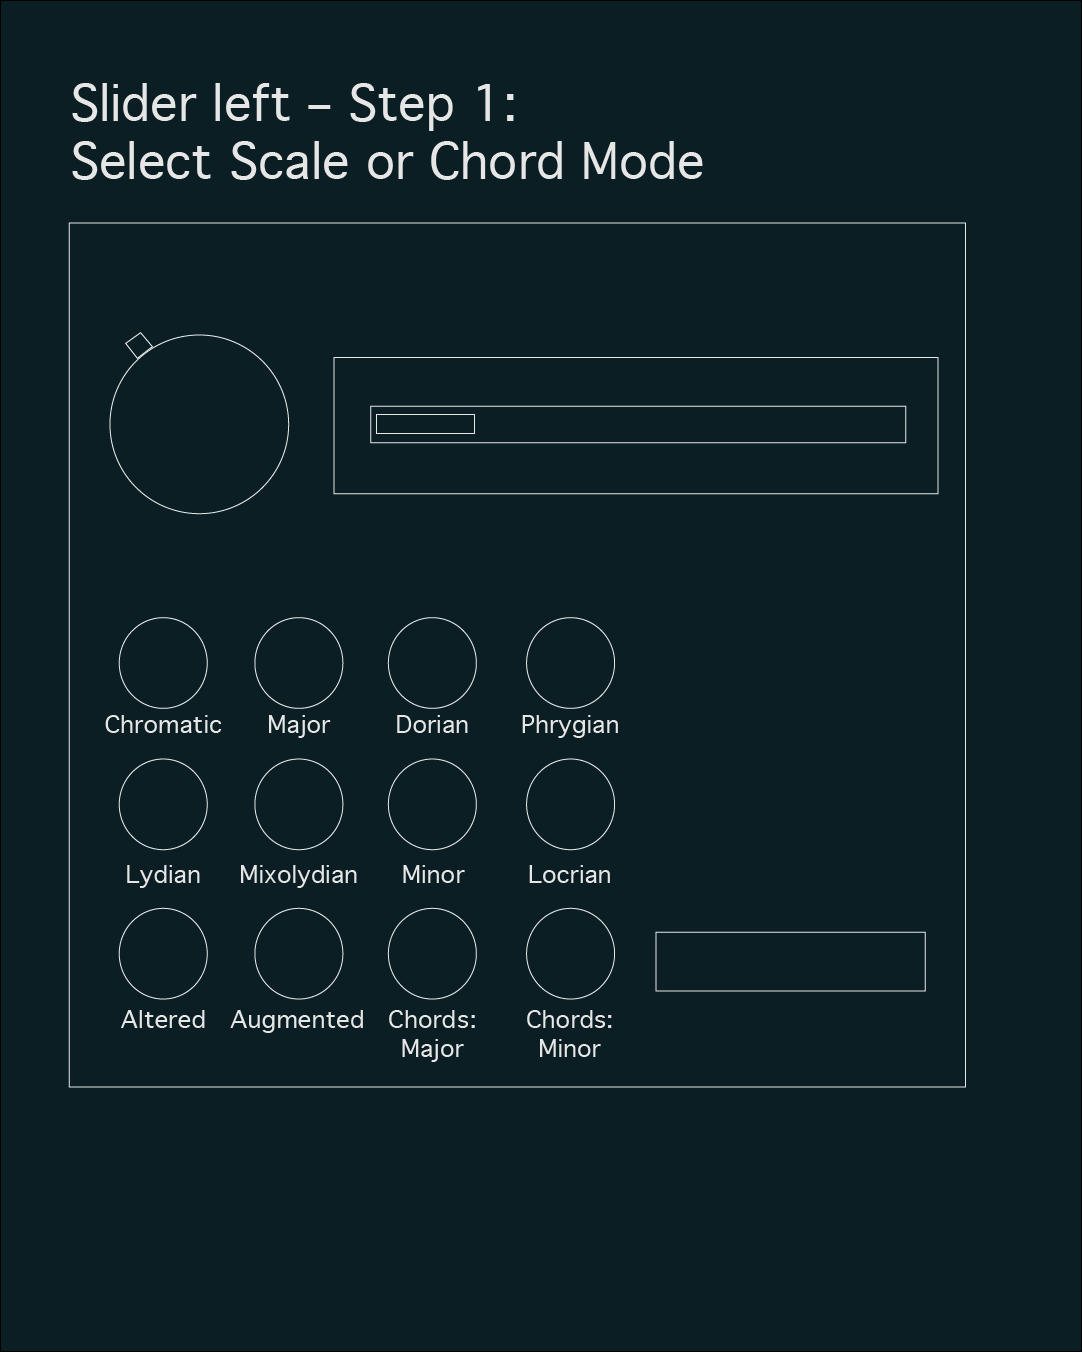 Slider left – Step 1:
Select Scale or Chord Mode
Chromatic Major Dorian Phrygian
Lydian Mixolydian Minor Locrian
Altered Augmented Chords: Chords:
Major Minor